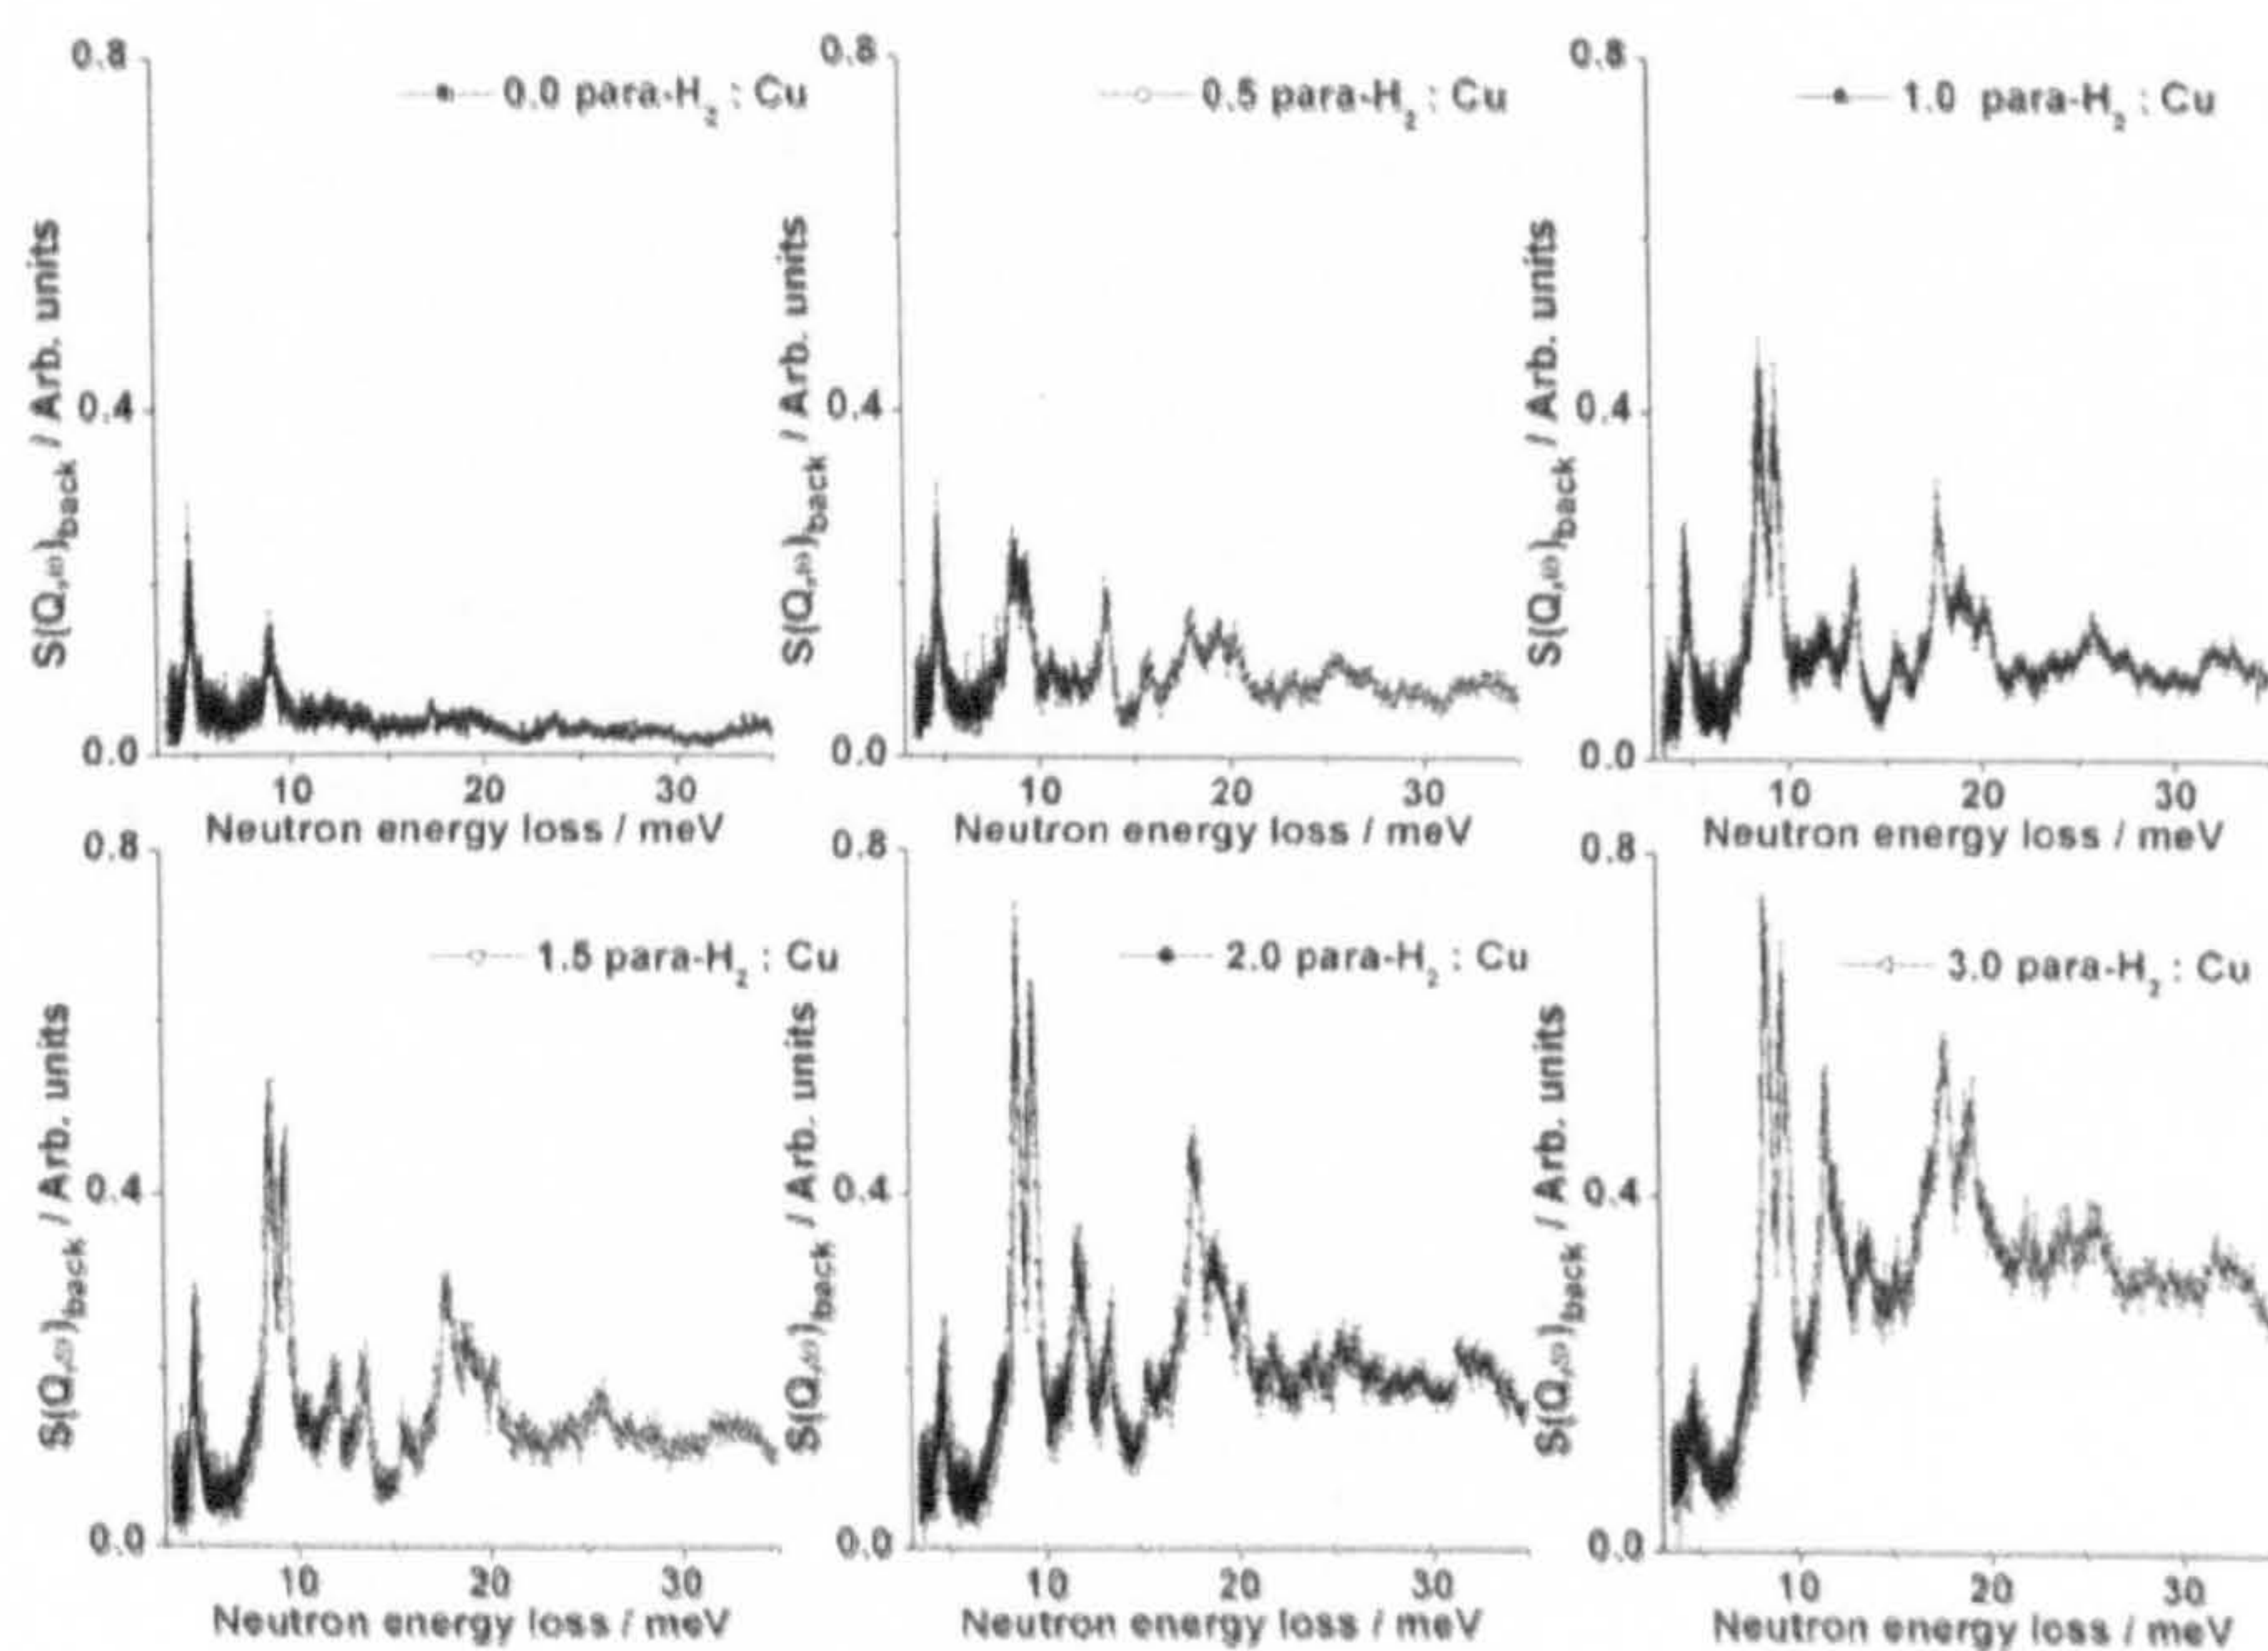 0.8
0.0 para-H₂ : Cu
S(Q,ω)back / Arb. units
0.4
0.0
10 20 30
Neutron energy loss / meV
0.8
0.5 para-H₂ : Cu
S(Q,ω)back / Arb. units
0.4
0.0
10 20 30
Neutron energy loss / meV
0.8
1.0 para-H₂ : Cu
S(Q,ω)back / Arb. units
0.4
0.0
10 20 30
Neutron energy loss / meV
0.8
1.5 para-H₂ : Cu
S(Q,ω)back / Arb. units
0.4
0.0
10 20 30
Neutron energy loss / meV
0.8
2.0 para-H₂ : Cu
S(Q,ω)back / Arb. units
0.4
0.0
10 20 30
Neutron energy loss / meV
0.8
3.0 para-H₂ : Cu
S(Q,ω)back / Arb. units
0.4
0.0
10 20 30
Neutron energy loss / meV